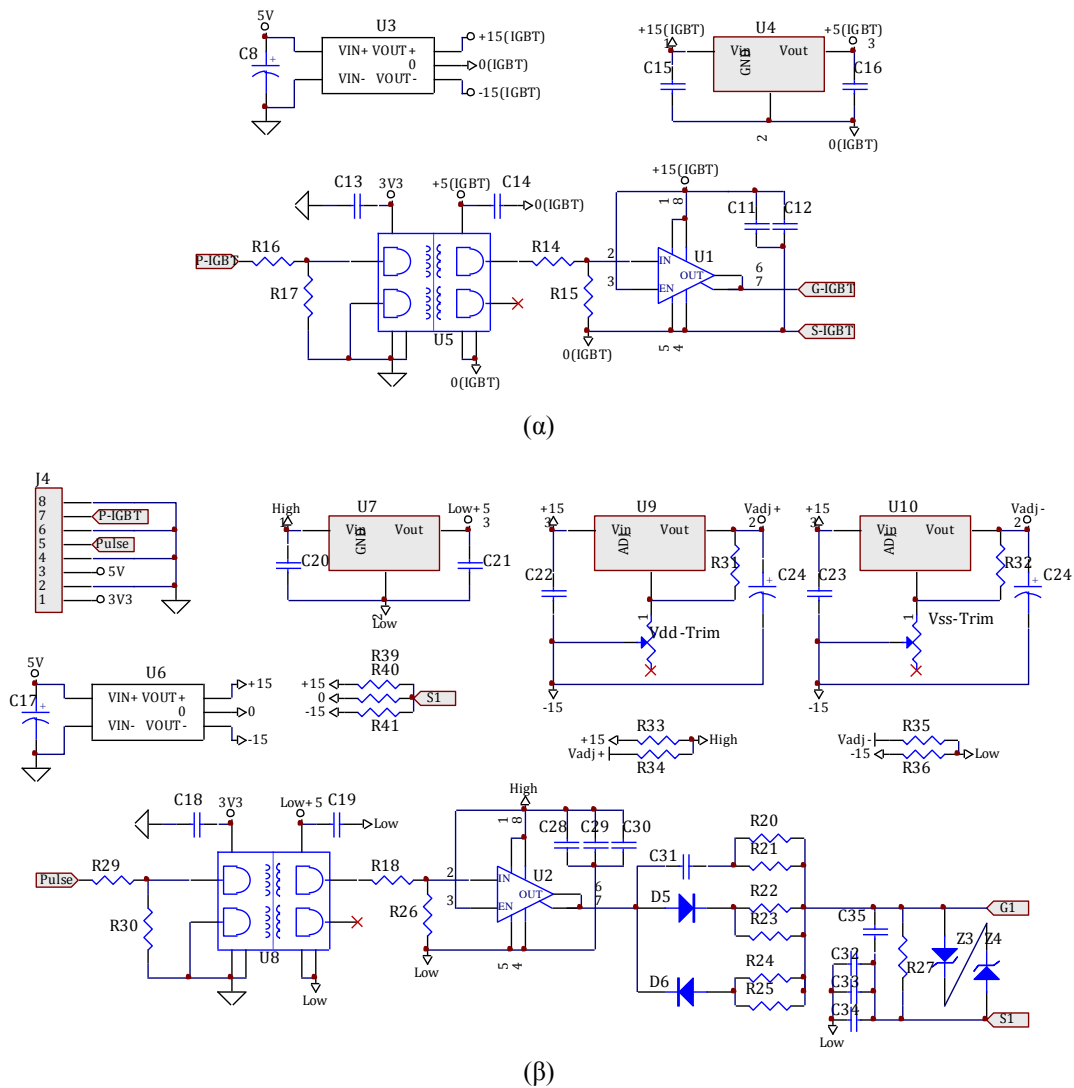 5V
U3
C8
VIN+ VOUT+
0
VIN- VOUT-
+15(IGBT)
0(IGBT)
-15(IGBT)
+15(IGBT)
1
U4
Vin
Vout
GND
+5(IGBT)
3
C15
C16
2
0(IGBT)
C13
3V3
+5(IGBT)
C14
0(IGBT)
+15(IGBT)
1
8
C11
C12
P-IGBT
R16
R17
U5
0(IGBT)
R14
R15
0(IGBT)
2
3
IN
EN
OUT
U1
6
7
5
4
G-IGBT
S-IGBT
(α)
J4
8
7
6
5
4
3
2
1
P-IGBT
Pulse
5V
3V3
High
1
U7
Vin
Vout
GND
Low+5
3
C20
C21
2
Low
+15
3
U9
Vin
Vout
ADJ
Vadj+
2
R31
C22
C24
1
Vdd-Trim
-15
+15
3
U10
Vin
Vout
ADJ
Vadj-
2
R32
C23
C24
1
Vss-Trim
-15
5V
U6
C17
VIN+ VOUT+
0
VIN- VOUT-
+15
0
-15
R39
R40
R41
+15
0
-15
S1
R33
+15
Vadj+
High
R34
R35
Vadj-
-15
Low
R36
C18
3V3
Low+5
C19
Low
High
1
8
C28
C29
C30
Pulse
R29
R30
U8
Low
R18
R26
Low
2
3
IN
EN
OUT
U2
6
7
5
4
C31
D5
D6
R20
R21
R22
R23
R24
R25
C35
C32
C33
C34
Low
R27
Z3
Z4
G1
S1
(β)